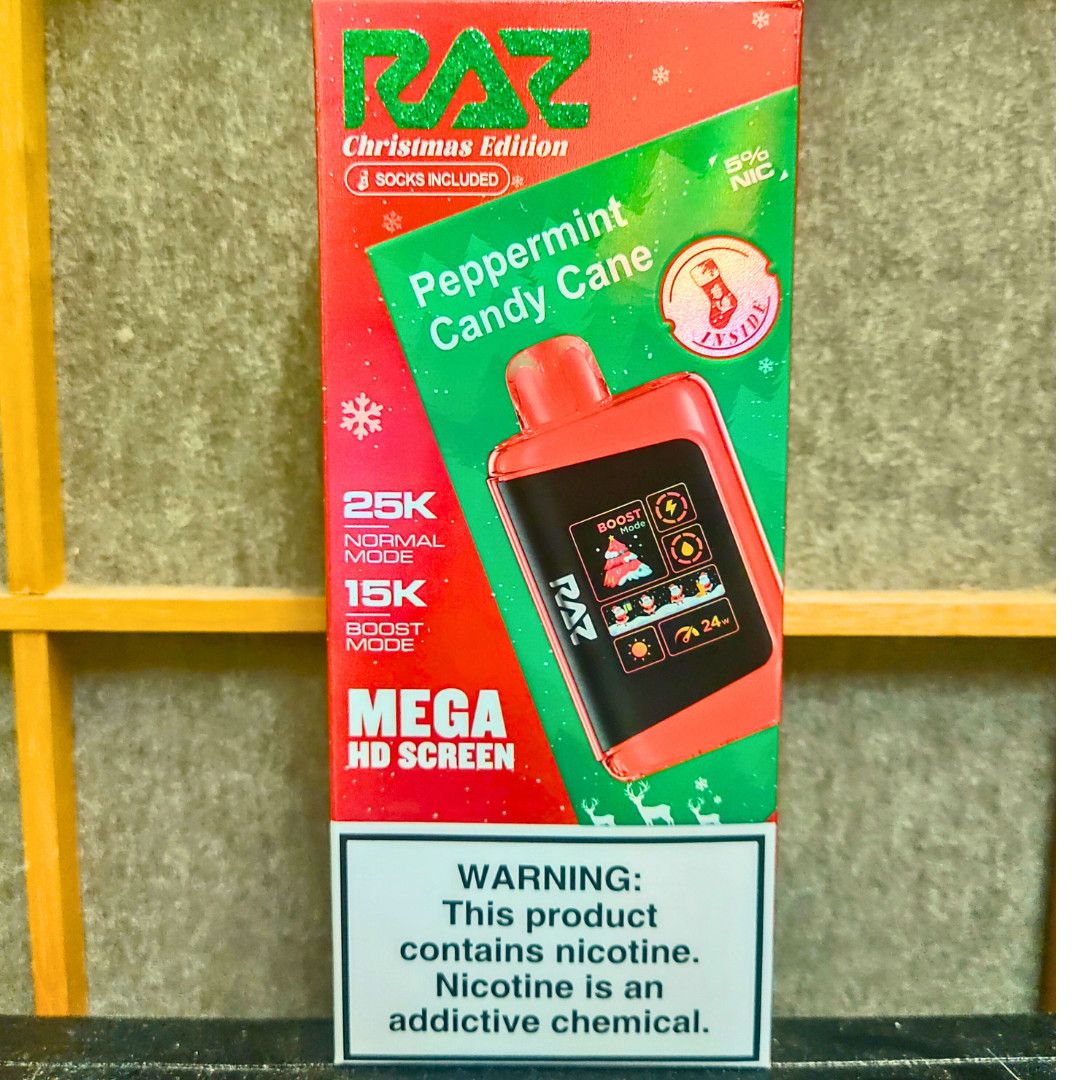 RAZ
Christmas Edition
SOCKS INCLUDED
5%
NIC
Peppermint
Candy Cane
INSIDE
25K
NORMAL
MODE
15K
BOOST
MODE
MEGA
HD SCREEN
BOOST
Mode
RAZ
24W
WARNING:
This product
contains nicotine.
Nicotine is an
addictive chemical.